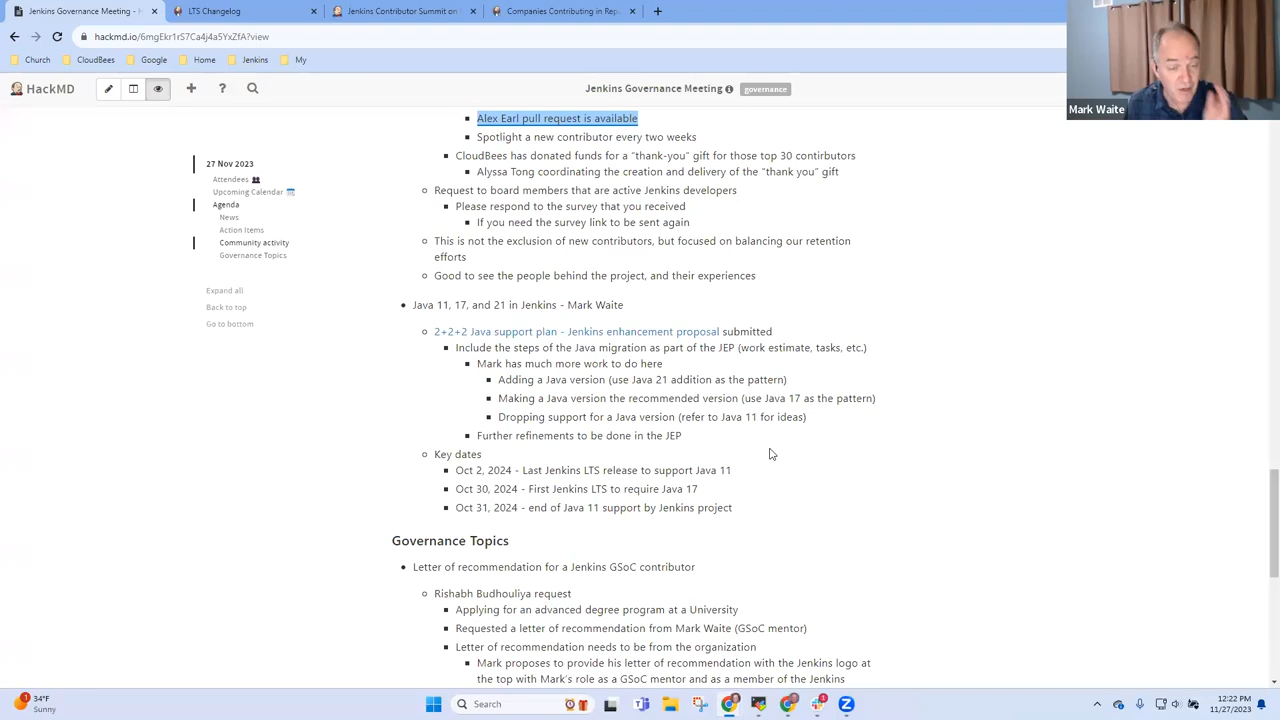 Jenkins Governance Meeting - H
LTS Changelog
Jenkins Contributor Summit on
Companies Contributing in Repo
hackmd.io/6mgEkr1rS7Ca4j4a5YxZfA?view
Church
CloudBees
Google
Home
Jenkins
My
HackMD
Jenkins Governance Meeting
governance
Mark Waite
27 Nov 2023
Attendees
Upcoming Calendar
Agenda
News
Action Items
Community activity
Governance Topics
Expand all
Back to top
Go to bottom
Alex Earl pull request is available
Spotlight a new contributor every two weeks
CloudBees has donated funds for a "thank-you" gift for those top 30 contirbutors
Alyssa Tong coordinating the creation and delivery of the "thank you" gift
Request to board members that are active Jenkins developers
Please respond to the survey that you received
If you need the survey link to be sent again
This is not the exclusion of new contributors, but focused on balancing our retention
efforts
Good to see the people behind the project, and their experiences
Java 11, 17, and 21 in Jenkins - Mark Waite
2+2+2 Java support plan - Jenkins enhancement proposal submitted
Include the steps of the Java migration as part of the JEP (work estimate, tasks, etc.)
Mark has much more work to do here
Adding a Java version (use Java 21 addition as the pattern)
Making a Java version the recommended version (use Java 17 as the pattern)
Dropping support for a Java version (refer to Java 11 for ideas)
Further refinements to be done in the JEP
Key dates
Oct 2, 2024 - Last Jenkins LTS release to support Java 11
Oct 30, 2024 - First Jenkins LTS to require Java 17
Oct 31, 2024 - end of Java 11 support by Jenkins project
Governance Topics
Letter of recommendation for a Jenkins GSoC contributor
Rishabh Budhouliya request
Applying for an advanced degree program at a University
Requested a letter of recommendation from Mark Waite (GSoC mentor)
Letter of recommendation needs to be from the organization
Mark proposes to provide his letter of recommendation with the Jenkins logo at
the top with Mark's role as a GSoC mentor and as a member of the Jenkins
34°F
Sunny
Search
12:22 PM
11/27/2023